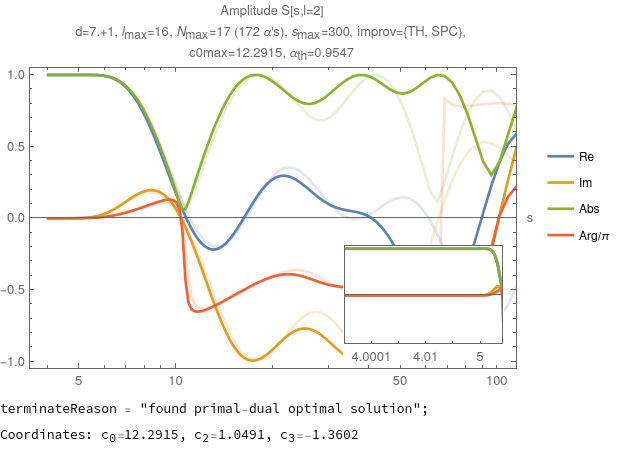 Amplitude S[s,l=2]
d=7.+1, lmax=16, Nmax=17 (172 α's), smax=300, improv={TH, SPC},
c0max=12.2915, αth=0.9547
1.0
0.5
0.0
-0.5
-1.0
5
10
50
100
s
4.0001
4.01
5
Re
Im
Abs
Arg/π
terminateReason = "found primal-dual optimal solution";
Coordinates: c0=12.2915, c2=1.0491, c3=-1.3602